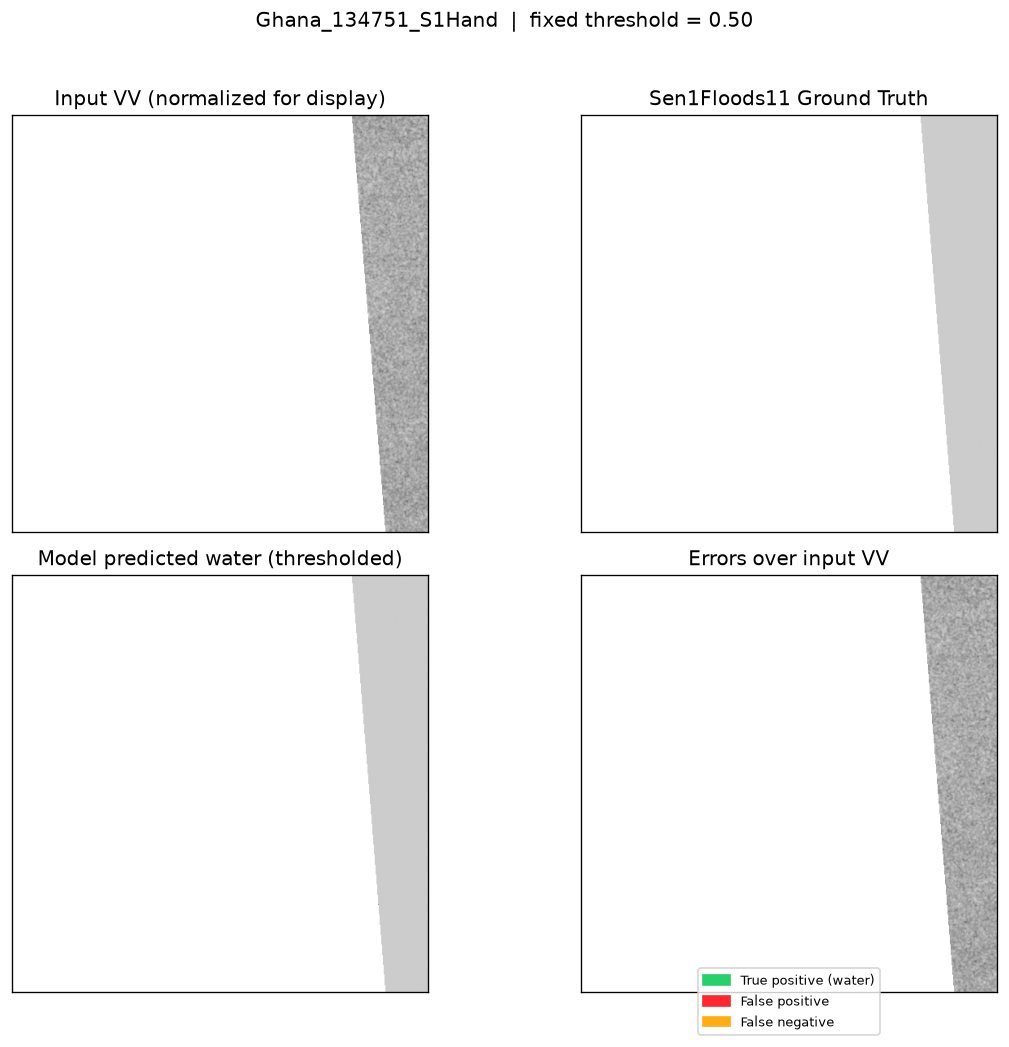 Ghana_134751_S1Hand  |  fixed threshold = 0.50
Input VV (normalized for display)
Sen1Floods11 Ground Truth
Model predicted water (thresholded)
Errors over input VV
True positive (water)
False positive
False negative